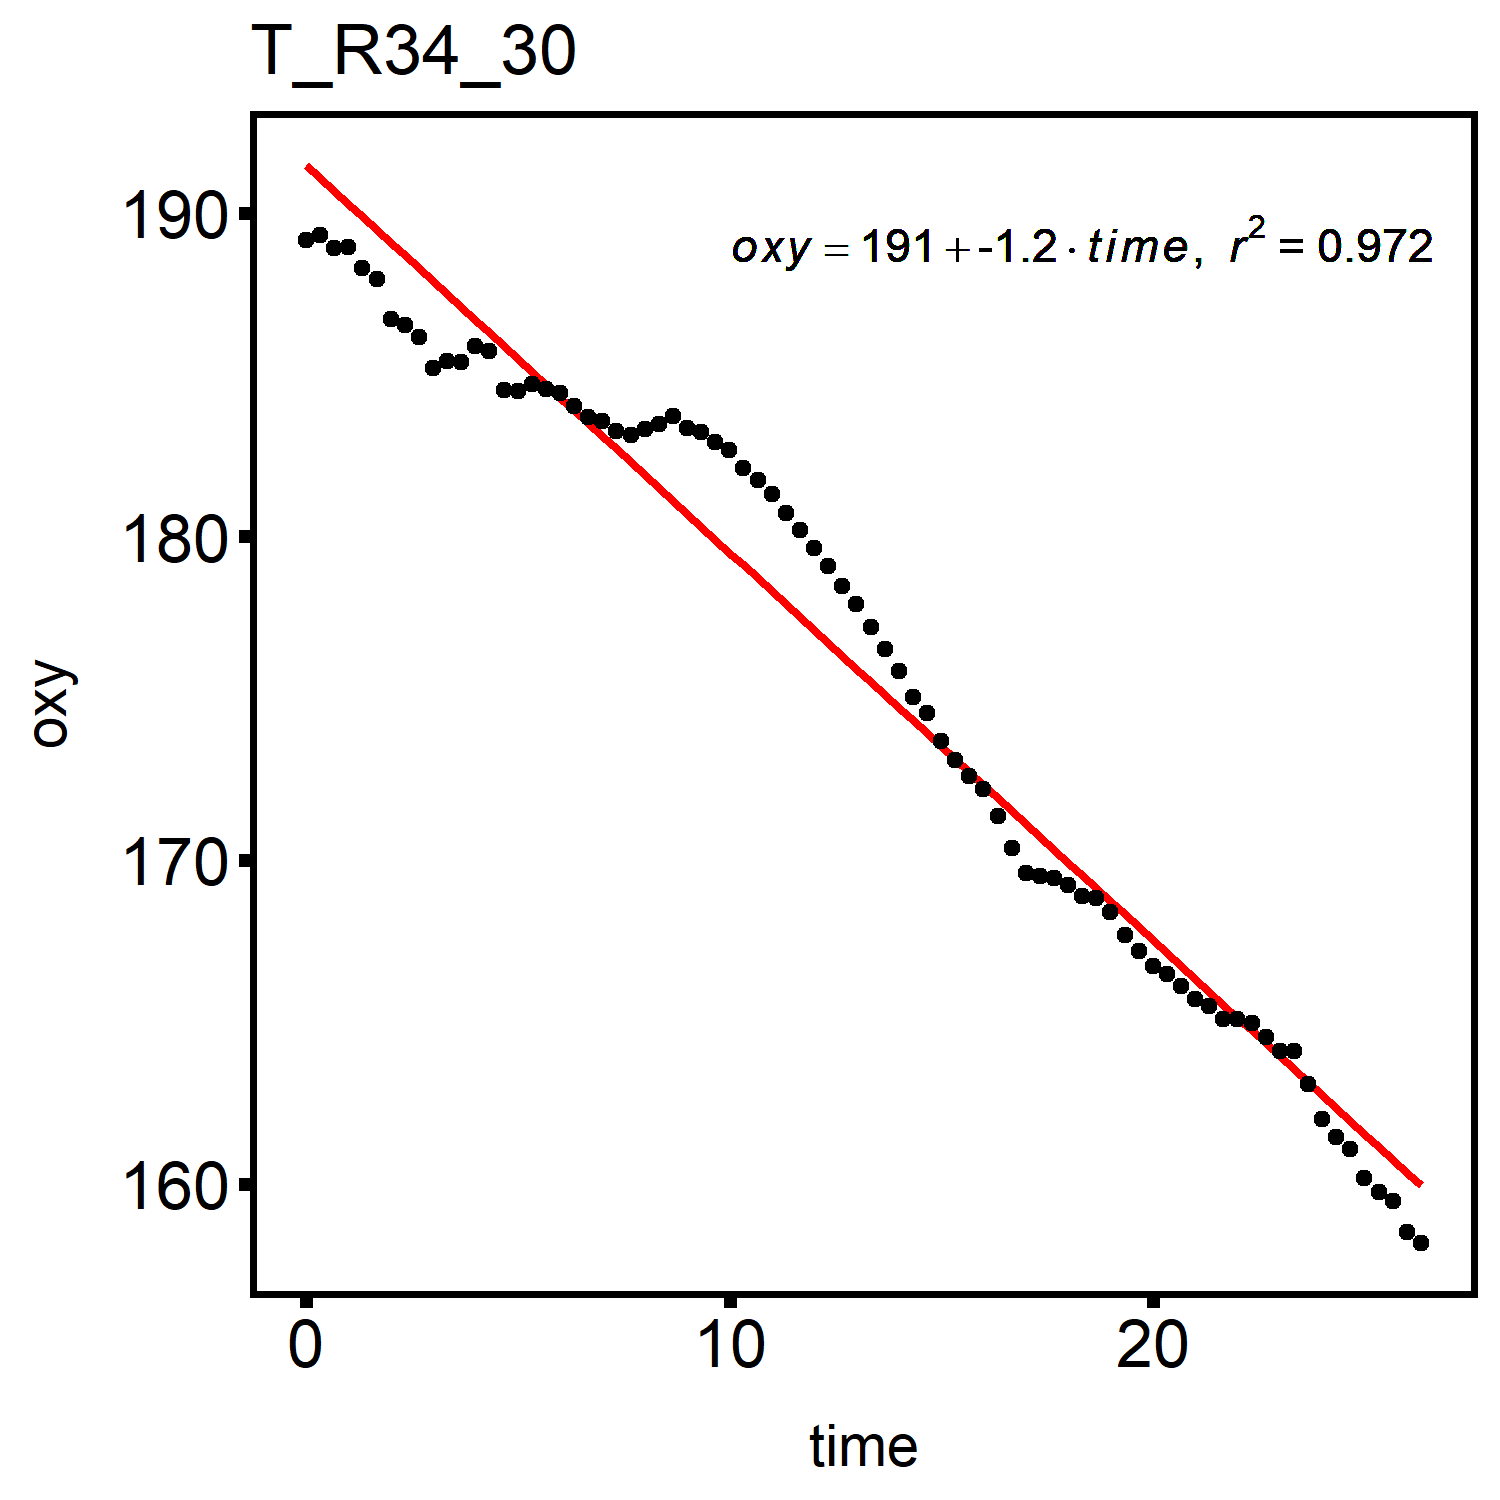 T_R34_30
oxy = 191 + -1.2 · time, r² = 0.972
190
180
170
160
oxy
0 10 20
time